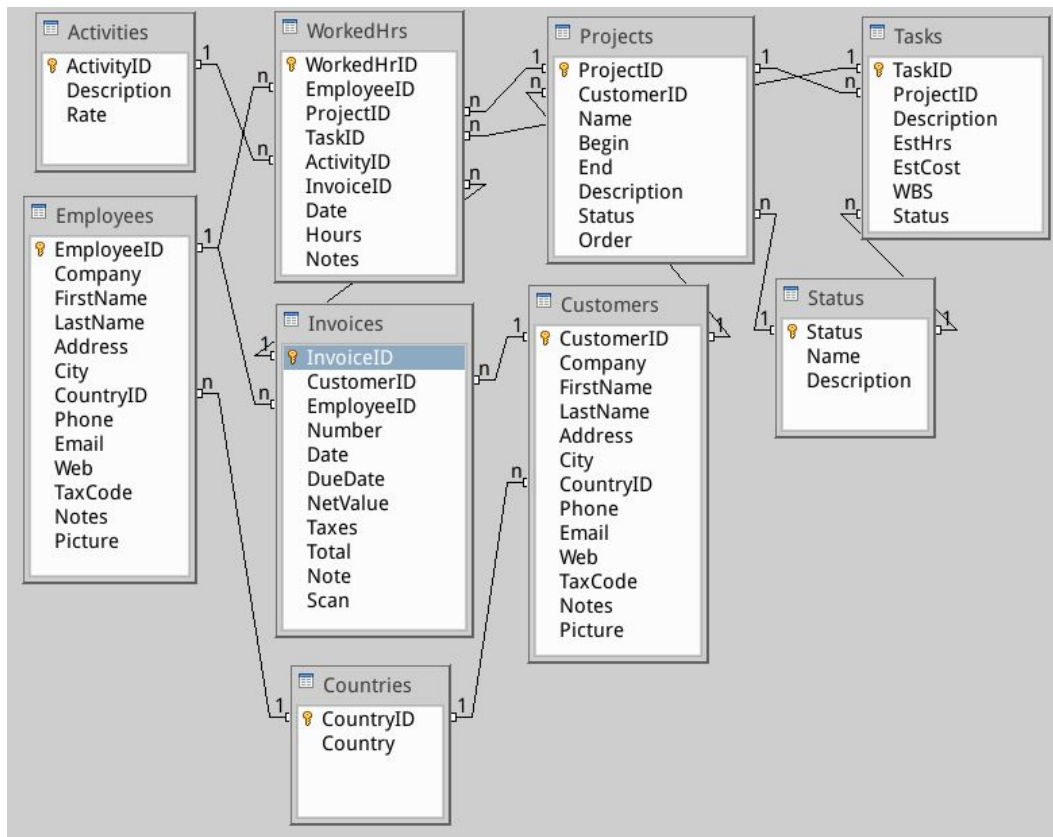 Activities
ActivityID
Description
Rate
WorkedHrs
WorkedHrID
EmployeeID
ProjectID
TaskID
ActivityID
InvoiceID
Date
Hours
Notes
Projects
ProjectID
CustomerID
Name
Begin
End
Description
Status
Order
Tasks
TaskID
ProjectID
Description
EstHrs
EstCost
WBS
Status
Employees
EmployeeID
Company
FirstName
LastName
Address
City
CountryID
Phone
Email
Web
TaxCode
Notes
Picture
Invoices
InvoiceID
CustomerID
EmployeeID
Number
Date
DueDate
NetValue
Taxes
Total
Note
Scan
Customers
CustomerID
Company
FirstName
LastName
Address
City
CountryID
Phone
Email
Web
TaxCode
Notes
Picture
Status
Status
Name
Description
Countries
CountryID
Country
1
n
n
1
n
1
n
n
n
n
1
n
1
n
n
n
1
n
1
n
1
1
1
n
1
1